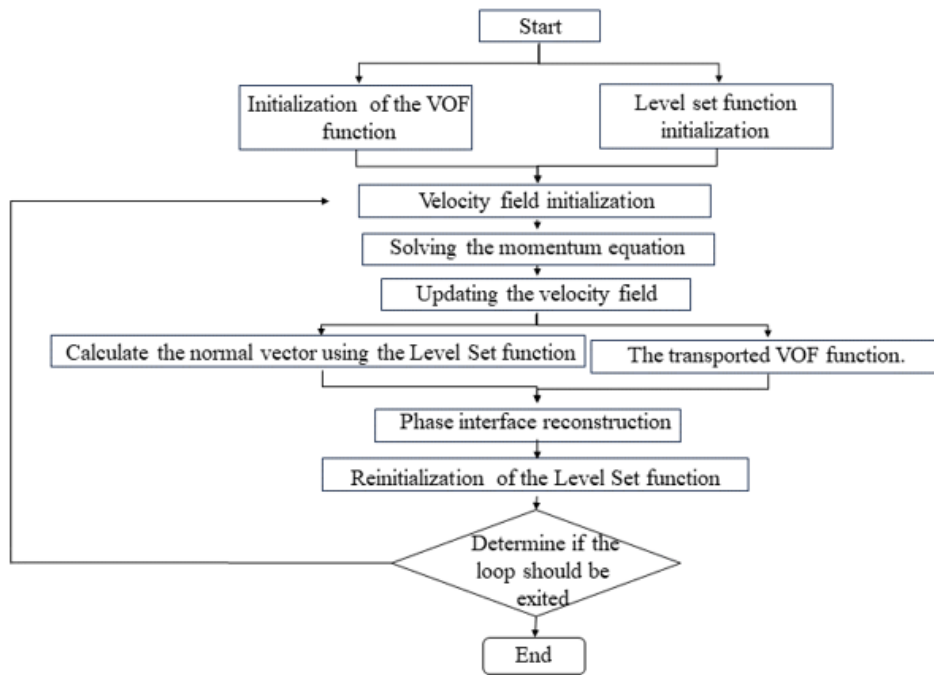 Start
Initialization of the VOF
function
Level set function
initialization
Velocity field initialization
Solving the momentum equation
Updating the velocity field
Calculate the normal vector using the Level Set function
The transported VOF function.
Phase interface reconstruction
Reinitialization of the Level Set function
Determine if the
loop should be
exited
End